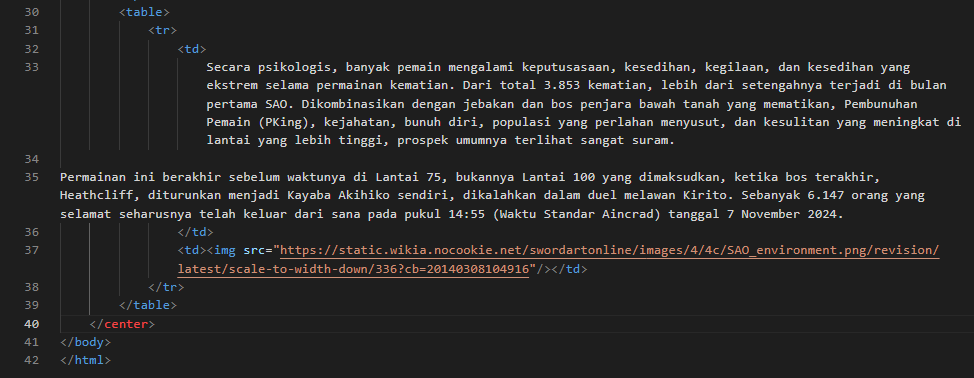 30 <table>
31 <tr>
32 <td>
33 Secara psikologis, banyak pemain mengalami keputusasaan, kesedihan, kegilaan, dan kesedihan yang
ekstrem selama permainan kematian. Dari total 3.853 kematian, lebih dari setengahnya terjadi di bulan
pertama SAO. Dikombinasikan dengan jebakan dan bos penjara bawah tanah yang mematikan, Pembunuhan
Pemain (PKing), kejahatan, bunuh diri, populasi yang perlahan menyusut, dan kesulitan yang meningkat di
lantai yang lebih tinggi, prospek umumnya terlihat sangat suram.
34
35 Permainan ini berakhir sebelum waktunya di Lantai 75, bukannya Lantai 100 yang dimaksudkan, ketika bos terakhir,
Heathcliff, diturunkan menjadi Kayaba Akihiko sendiri, dikalahkan dalam duel melawan Kirito. Sebanyak 6.147 orang yang
selamat seharusnya telah keluar dari sana pada pukul 14:55 (Waktu Standar Aincrad) tanggal 7 November 2024.
36 </td>
37 <td><img src="https://static.wikia.nocookie.net/swordartonline/images/4/4c/SAO_environment.png/revision/
latest/scale-to-width-down/336?cb=20140308104916"/></td>
38 </tr>
39 </table>
40 </center>
41 </body>
42 </html>